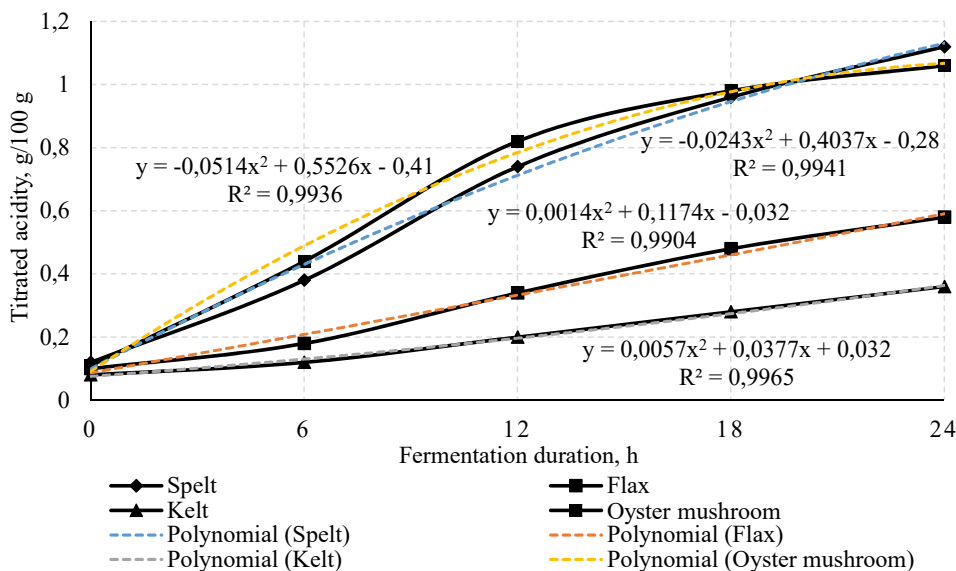 1,2
1
0,8
0,6
0,4
0,2
0
Titrated acidity, g/100 g
y = -0,0514x² + 0,5526x - 0,41
R² = 0,9936
y = -0,0243x² + 0,4037x - 0,28
R² = 0,9941
y = 0,0014x² + 0,1174x - 0,032
R² = 0,9904
y = 0,0057x² + 0,0377x + 0,032
R² = 0,9965
0 6 12 18 24
Fermentation duration, h
Spelt Flax
Kelt Oyster mushroom
Polynomial (Spelt) Polynomial (Flax)
Polynomial (Kelt) Polynomial (Oyster mushroom)